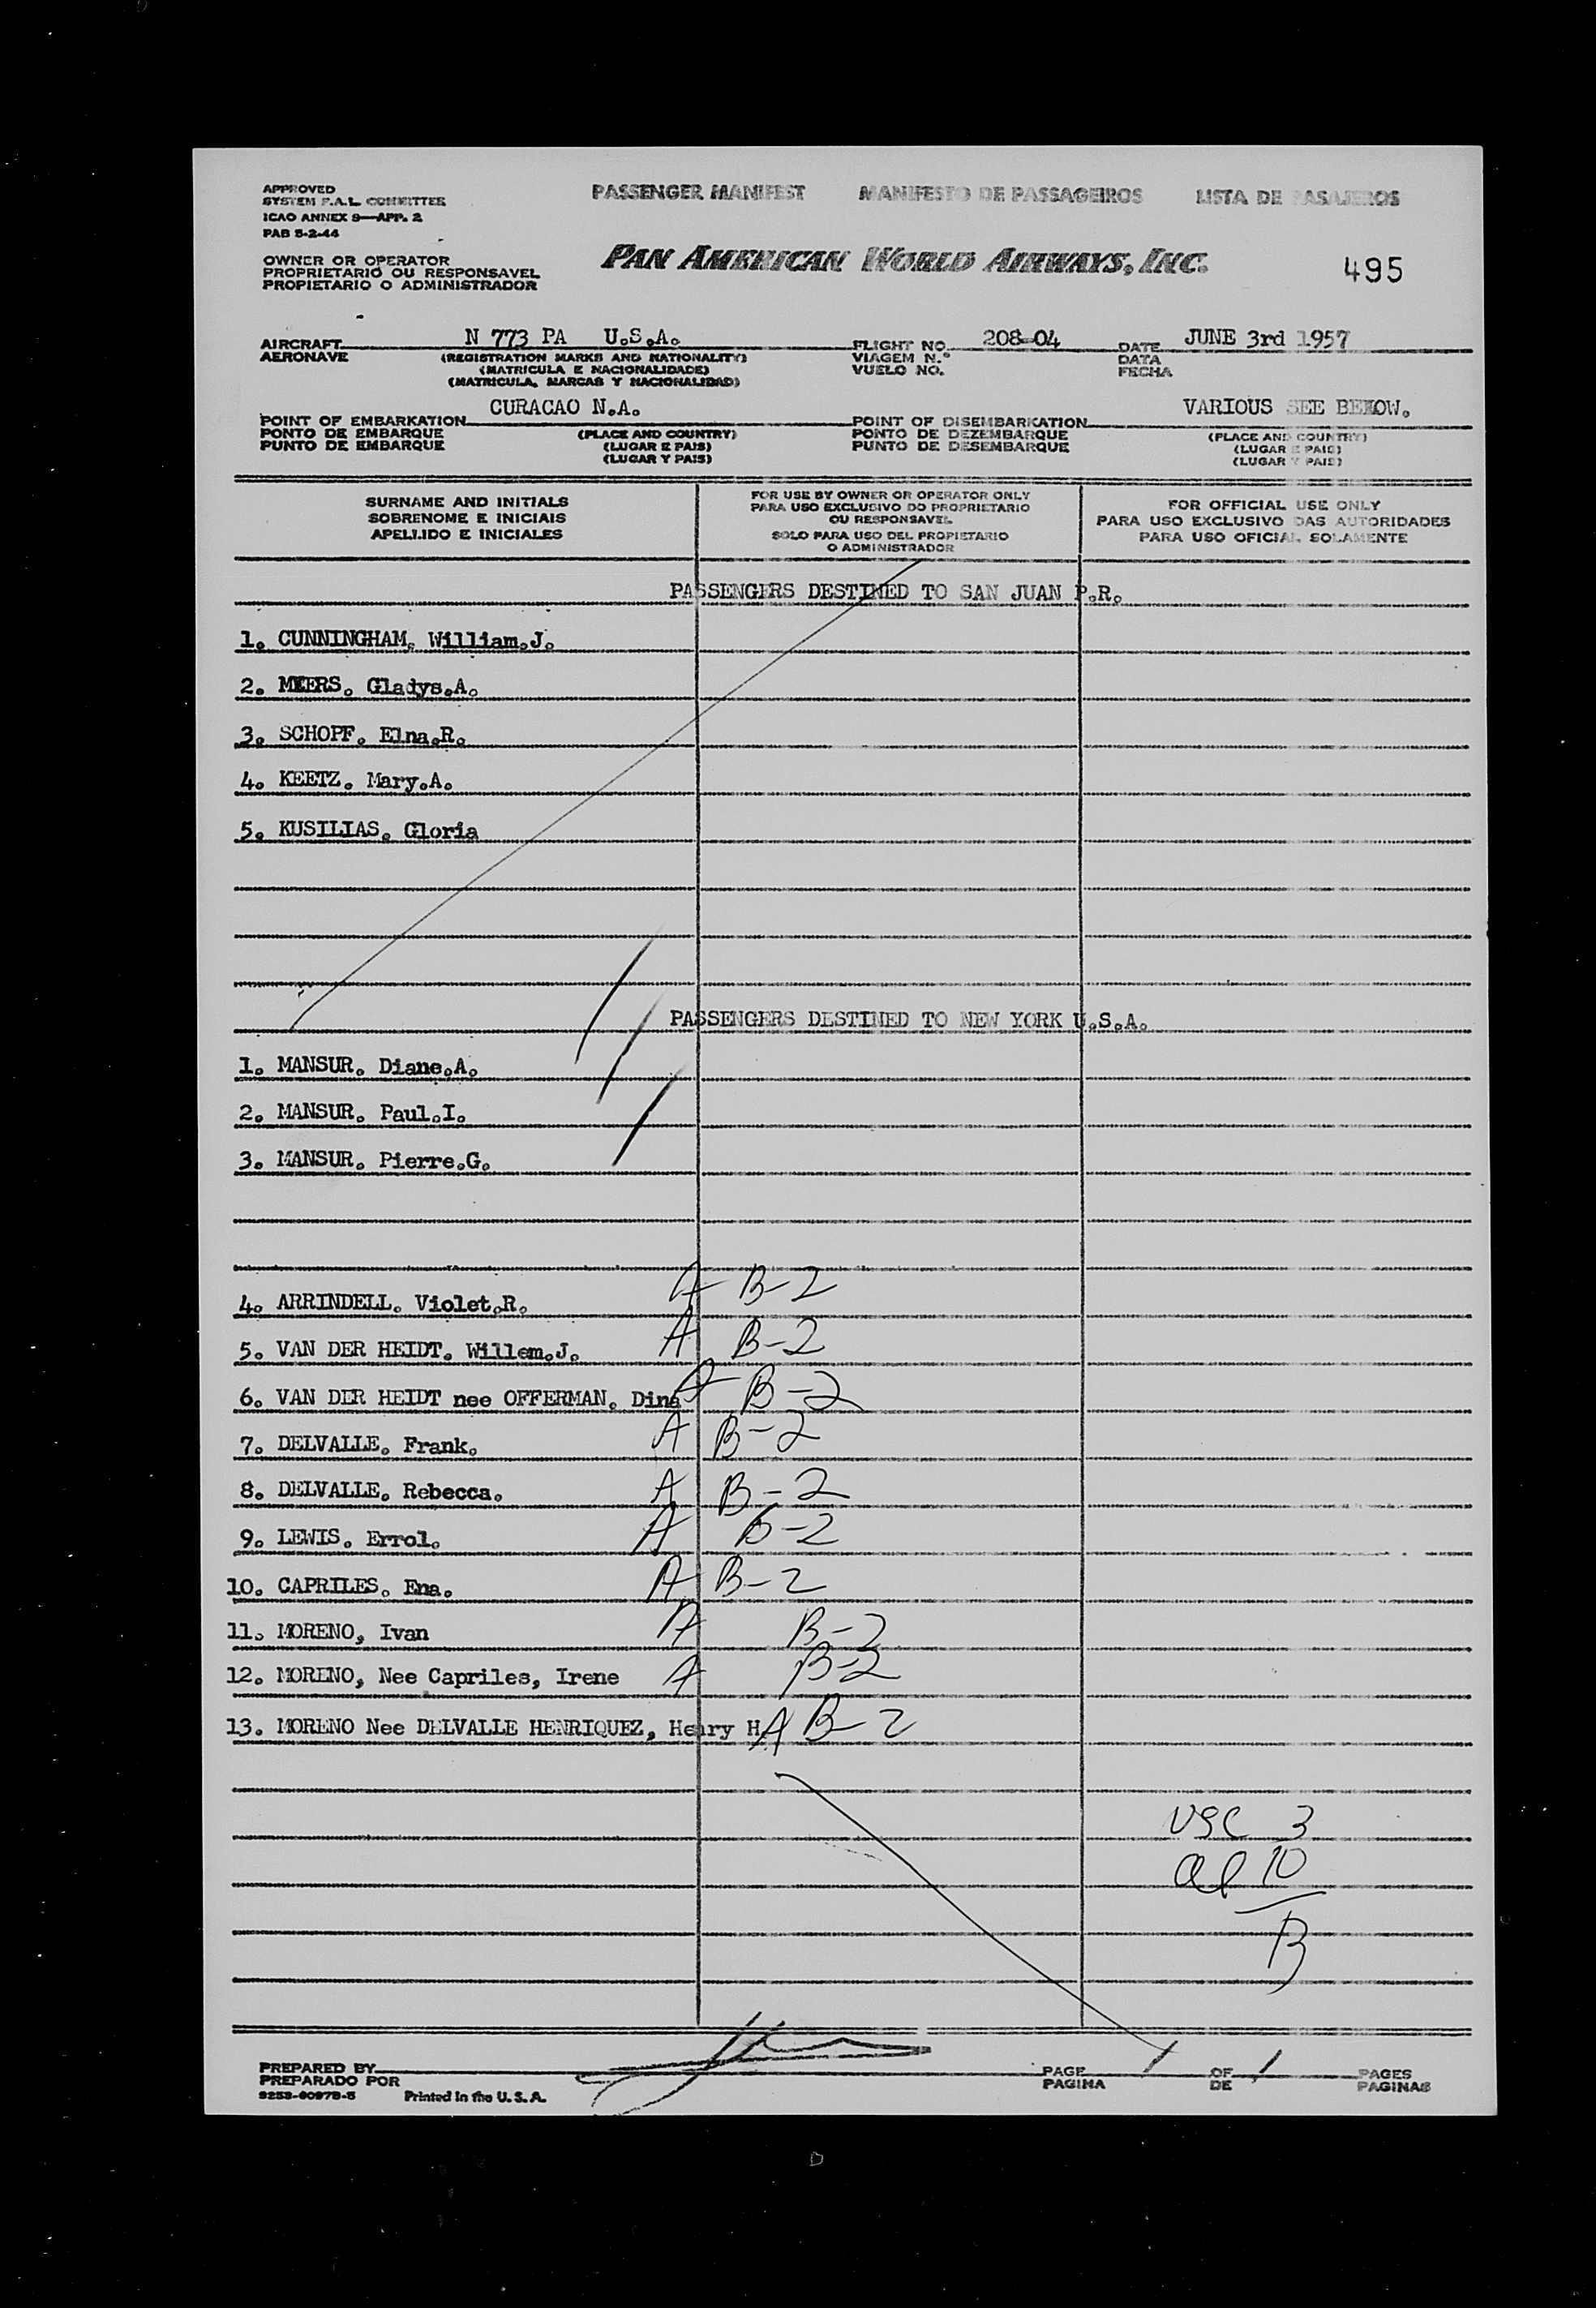 APPROVED
SYSTEM F.A.L. COMMITTEE
ICAO ANNEX 9—APP. 2
PAB 5-2-44
PASSENGER MANIFEST MANIFESTO DE PASSAGEIROS LISTA DE PASAJEROS
OWNER OR OPERATOR
PROPRIETARIO OU RESPONSAVEL
PROPIETARIO O ADMINISTRADOR
PAN AMERICAN WORLD AIRWAYS, INC.
495
AIRCRAFT N 773 PA U.S.A. FLIGHT NO. 208-04 DATE JUNE 3rd 1957
AERONAVE (REGISTRATION MARKS AND NATIONALITY) VIAGEM N.º DATA
(MATRICULA E NACIONALIDADE) VUELO NO. FECHA
(MATRICULA, MARCAS Y NACIONALIDAD)
POINT OF EMBARKATION CURACAO N.A. POINT OF DISEMBARKATION VARIOUS SEE BELOW.
PONTO DE EMBARQUE (PLACE AND COUNTRY) PONTO DE DEZEMBARQUE (PLACE AND COUNTRY)
PUNTO DE EMBARQUE (LUGAR E PAIS) PUNTO DE DESEMBARQUE (LUGAR E PAIS)
(LUGAR Y PAIS) (LUGAR Y PAIS)
SURNAME AND INITIALS
SOBRENOME E INICIAIS
APELLIDO E INICIALES
FOR USE BY OWNER OR OPERATOR ONLY
PARA USO EXCLUSIVO DO PROPRIETARIO
OU RESPONSAVEL
SOLO PARA USO DEL PROPIETARIO
O ADMINISTRADOR
FOR OFFICIAL USE ONLY
PARA USO EXCLUSIVO DAS AUTORIDADES
PARA USO OFICIAL SOLAMENTE
PASSENGERS DESTINED TO SAN JUAN P.R.
1. CUNNINGHAM. William.J.
2. MEERS. Gladys.A.
3. SCHOPF. Elna.R.
4. KEETZ. Mary.A.
5. KUSILIAS. Gloria
PASSENGERS DESTINED TO NEW YORK U.S.A.
1. MANSUR. Diane.A.
2. MANSUR. Paul.I.
3. MANSUR. Pierre.G.
4. ARRINDELL. Violet.R. A B-2
5. VAN DER HEIDT. Willem.J. A B-2
6. VAN DER HEIDT nee OFFERMAN. Dina A B-2
7. DELVALLE. Frank. A B-2
8. DELVALLE. Rebecca. A B-2
9. LEWIS. Errol. A B-2
10. CAPRILES. Ena. A B-2
11. MORENO, Ivan A B-2
12. MORENO, Nee Capriles, Irene A B-2
13. MORENO Nee DELVALLE HENRIQUEZ, Henry H A B-2
USC 3
al 10
13
PREPARED BY PAGE 1 OF 1 PAGES
PREPARADO POR PAGINA DE PAGINAS
Printed in the U.S.A.